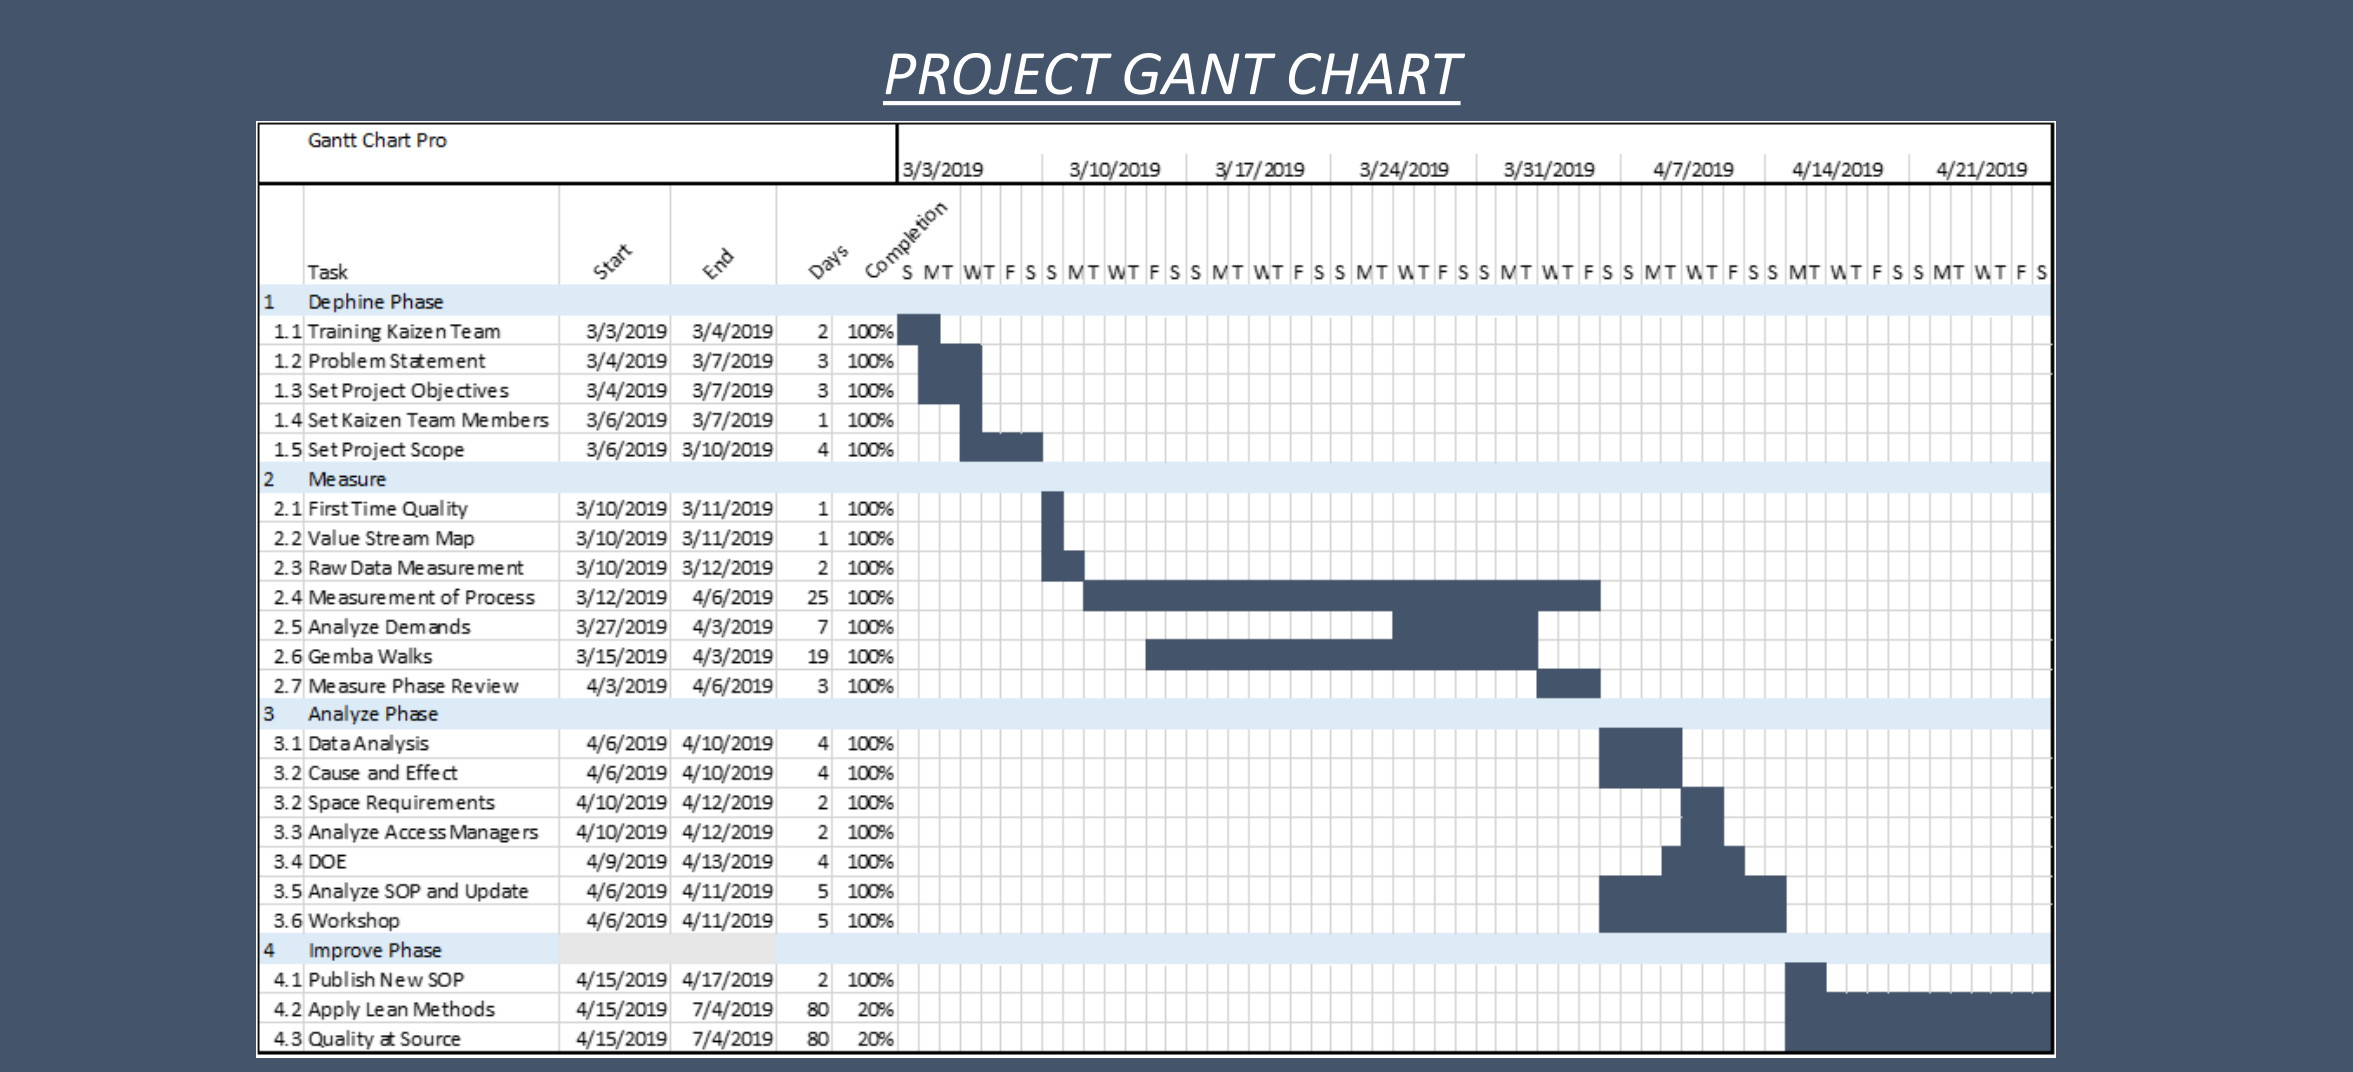 PROJECT GANT CHART
Gantt Chart Pro
3/3/2019 3/10/2019 3/17/2019 3/24/2019 3/31/2019 4/7/2019 4/14/2019 4/21/2019
Task Start End Days Completion S M T W T F S S M T W T F S S M T W T F S S M T W T F S S M T W T F S S M T W T F S S M T W T F S S M T W T F S
1 Dephine Phase
1.1 Training Kaizen Team 3/3/2019 3/4/2019 2 100%
1.2 Problem Statement 3/4/2019 3/7/2019 3 100%
1.3 Set Project Objectives 3/4/2019 3/7/2019 3 100%
1.4 Set Kaizen Team Members 3/6/2019 3/7/2019 1 100%
1.5 Set Project Scope 3/6/2019 3/10/2019 4 100%
2 Measure
2.1 First Time Quality 3/10/2019 3/11/2019 1 100%
2.2 Value Stream Map 3/10/2019 3/11/2019 1 100%
2.3 Raw Data Measurement 3/10/2019 3/12/2019 2 100%
2.4 Measurement of Process 3/12/2019 4/6/2019 25 100%
2.5 Analyze Demands 3/27/2019 4/3/2019 7 100%
2.6 Gemba Walks 3/15/2019 4/3/2019 19 100%
2.7 Measure Phase Review 4/3/2019 4/6/2019 3 100%
3 Analyze Phase
3.1 Data Analysis 4/6/2019 4/10/2019 4 100%
3.2 Cause and Effect 4/6/2019 4/10/2019 4 100%
3.2 Space Requirements 4/10/2019 4/12/2019 2 100%
3.3 Analyze Access Managers 4/10/2019 4/12/2019 2 100%
3.4 DOE 4/9/2019 4/13/2019 4 100%
3.5 Analyze SOP and Update 4/6/2019 4/11/2019 5 100%
3.6 Workshop 4/6/2019 4/11/2019 5 100%
4 Improve Phase
4.1 Publish New SOP 4/15/2019 4/17/2019 2 100%
4.2 Apply Lean Methods 4/15/2019 7/4/2019 80 20%
4.3 Quality at Source 4/15/2019 7/4/2019 80 20%